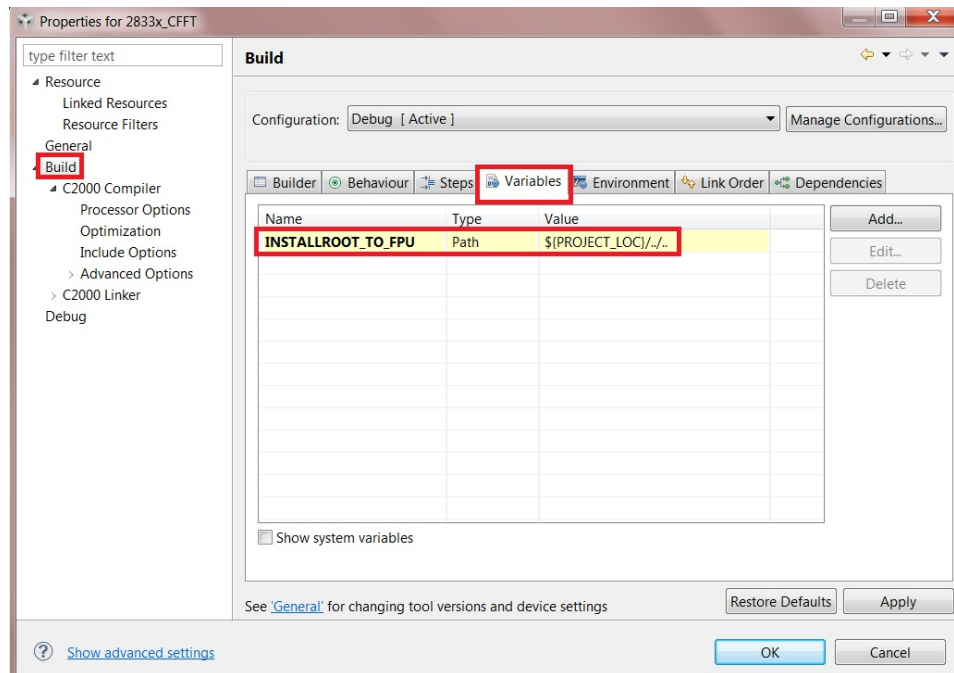 Properties for 2833x_CFFT
type filter text
Resource
Linked Resources
Resource Filters
General
Build
C2000 Compiler
Processor Options
Optimization
Include Options
Advanced Options
C2000 Linker
Debug
Build
Configuration: Debug [ Active ] Manage Configurations...
Builder Behaviour Steps Variables Environment Link Order Dependencies
Name Type Value
INSTALLROOT_TO_FPU Path ${PROJECT_LOC}/../..
Add...
Edit...
Delete
Show system variables
See 'General' for changing tool versions and device settings
Restore Defaults Apply
Show advanced settings
OK Cancel